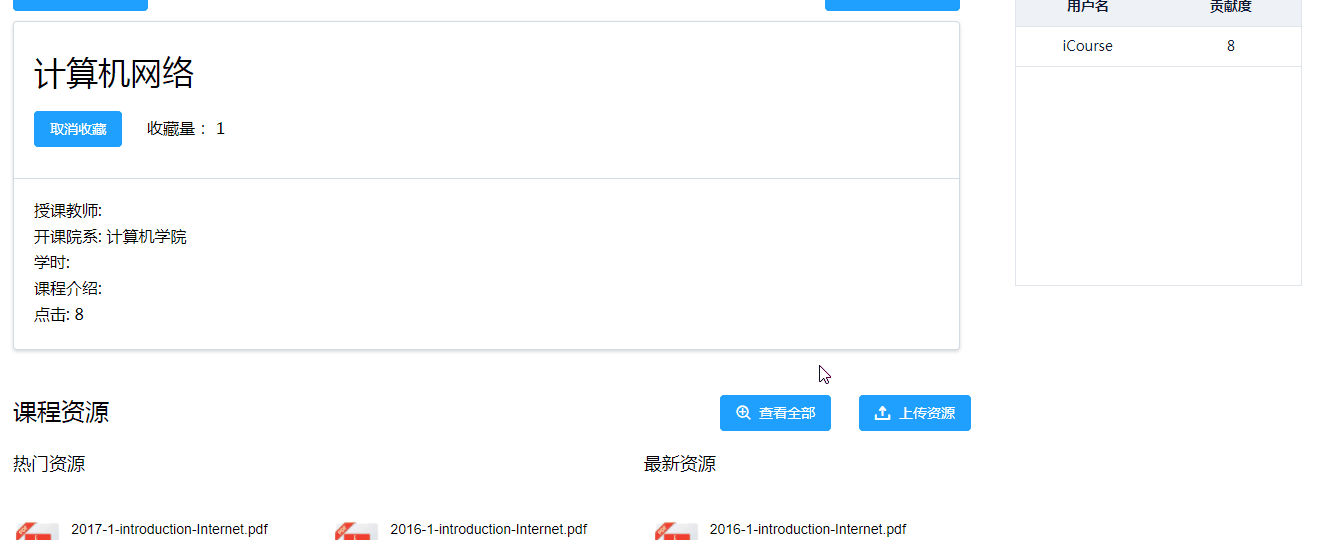 用户名 贡献度
iCourse 8
计算机网络
取消收藏 收藏量： 1
授课教师:
开课院系: 计算机学院
学时:
课程介绍:
点击: 8
课程资源 查看全部 上传资源
热门资源 最新资源
2017-1-introduction-Internet.pdf 2016-1-introduction-Internet.pdf 2016-1-introduction-Internet.pdf